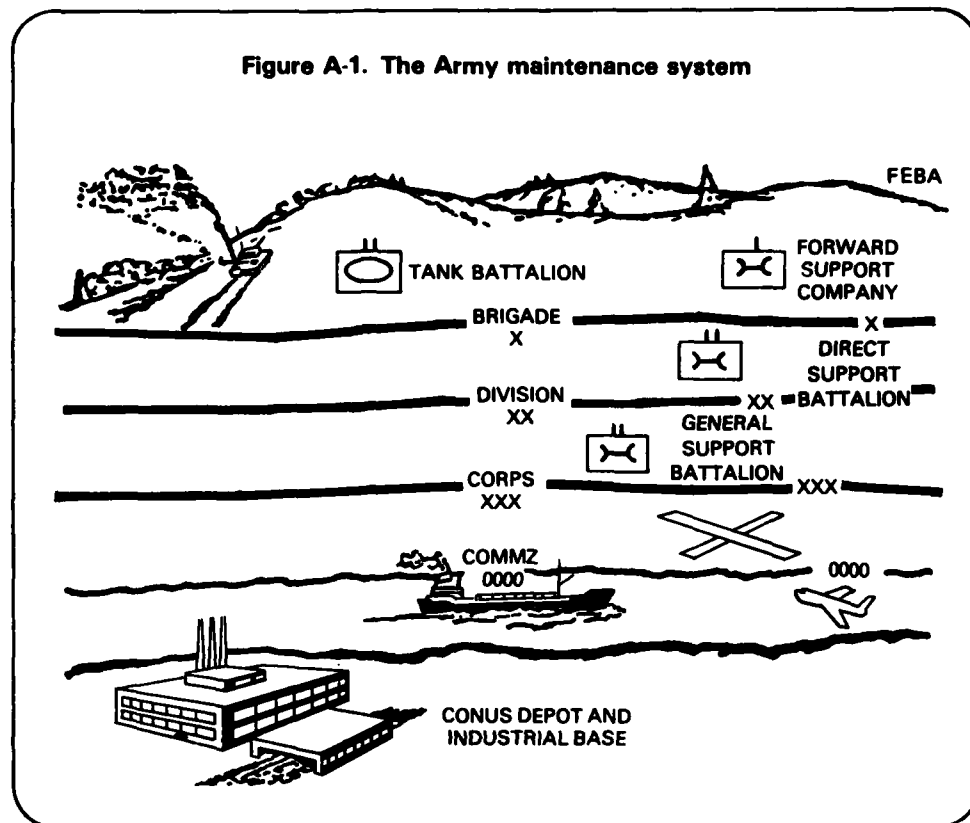 Figure A-1. The Army maintenance system
FEBA
TANK BATTALION
FORWARD
SUPPORT
COMPANY
BRIGADE
X
X
DIRECT
SUPPORT
BATTALION
DIVISION
XX
XX
GENERAL
SUPPORT
BATTALION
CORPS
XXX
XXX
COMMZ
0000
0000
CONUS DEPOT AND
INDUSTRIAL BASE